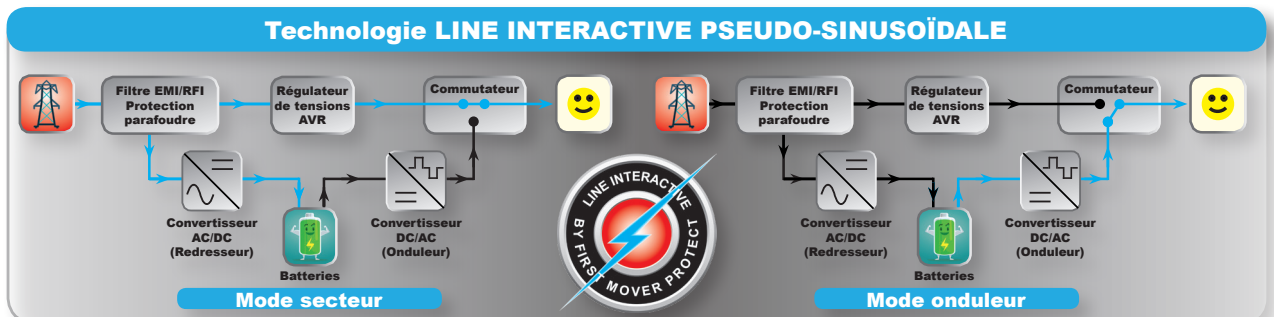 Technologie LINE INTERACTIVE PSEUDO-SINUSOÏDALE
Filtre EMI/RFI
Protection
parafoudre
Régulateur
de tensions
AVR
Commutateur
Convertisseur
AC/DC
(Redresseur)
Batteries
Convertisseur
DC/AC
(Onduleur)
Mode secteur
LINE INTERACTIVE
BY FIRST MOVER PROTECT
Filtre EMI/RFI
Protection
parafoudre
Régulateur
de tensions
AVR
Commutateur
Convertisseur
AC/DC
(Redresseur)
Batteries
Convertisseur
DC/AC
(Onduleur)
Mode onduleur